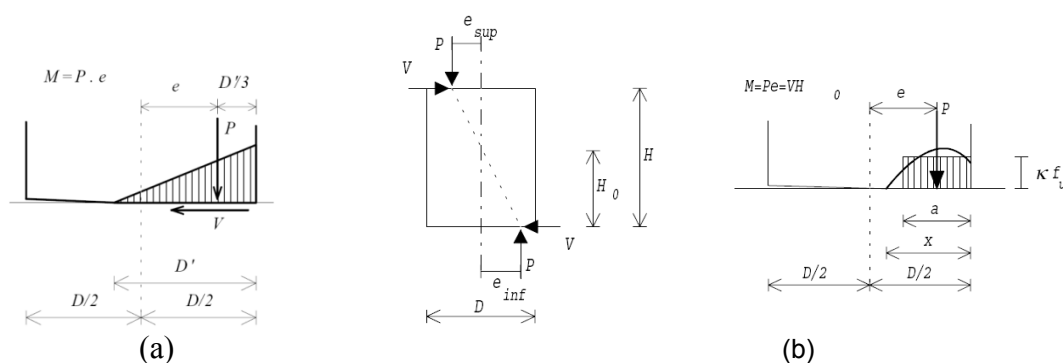 M = P . e
e
D'/3
P
V
D'
D/2
D/2
(a)
e sup
P
V
H
H 0
V
P
e inf
D
M=Pe=VH 0
e
P
κ f u
a
x
D/2
D/2
(b)